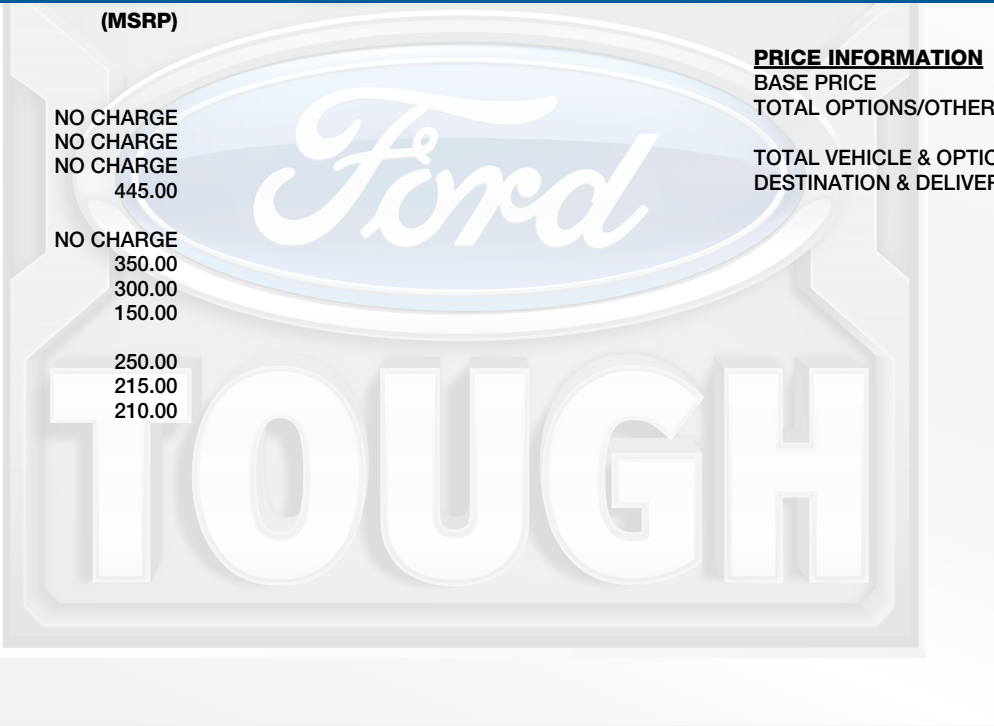 (MSRP)
NO CHARGE
NO CHARGE
NO CHARGE
445.00
NO CHARGE
350.00
300.00
150.00
250.00
215.00
210.00
PRICE INFORMATION
BASE PRICE
TOTAL OPTIONS/OTHER
TOTAL VEHICLE & OPTIO
DESTINATION & DELIVER
Ford
TOUGH